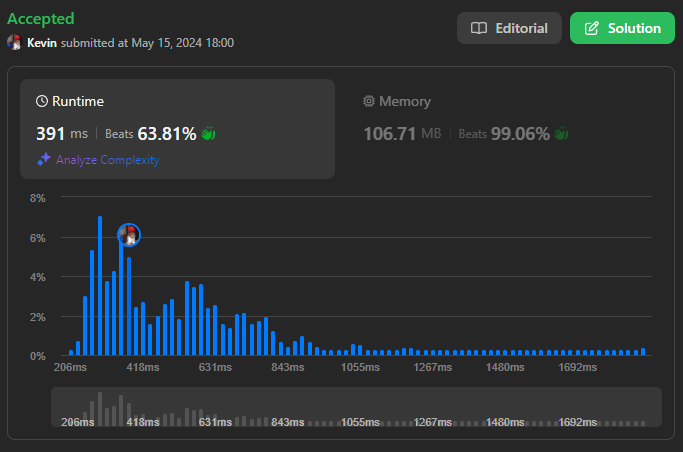 Accepted
Kevin submitted at May 15, 2024 18:00
Editorial
Solution
Runtime
391 ms Beats 63.81%
Analyze Complexity
Memory
106.71 MB Beats 99.06%
8%
6%
4%
2%
0%
206ms 418ms 631ms 843ms 1055ms 1267ms 1480ms 1692ms
206ms 418ms 631ms 843ms 1055ms 1267ms 1480ms 1692ms